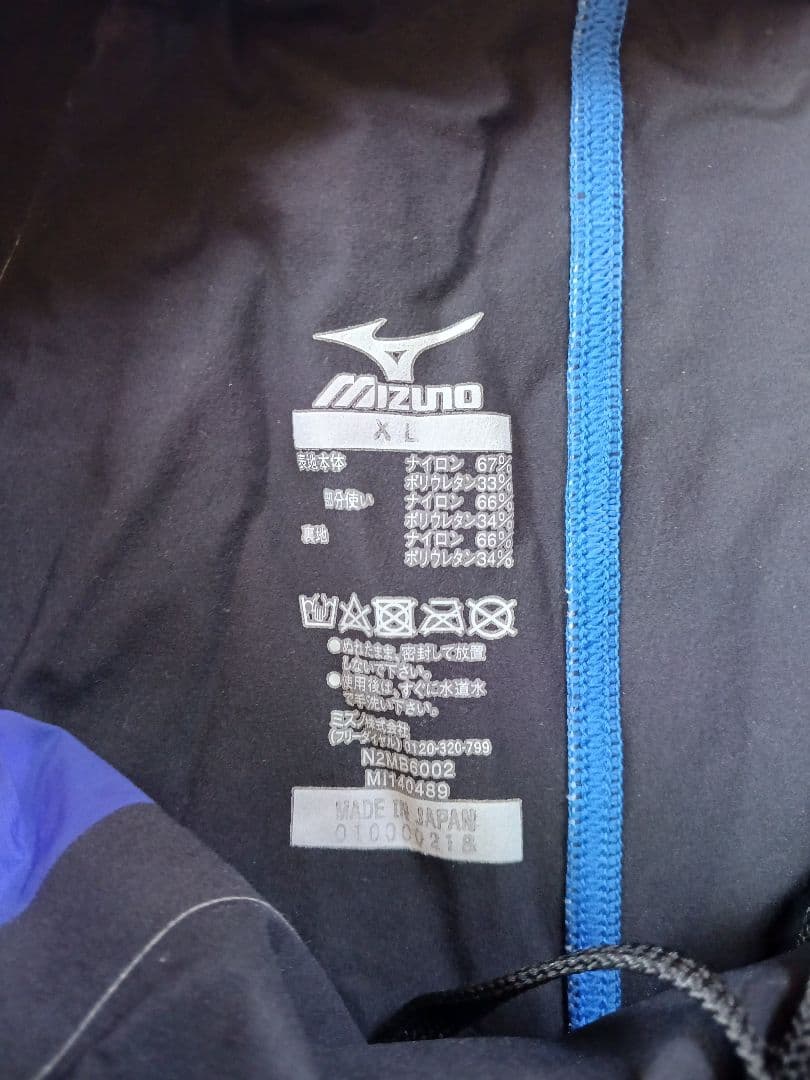 MIZUNO
XL
表地本体 ナイロン 67%
ポリウレタン33%
部分使い ナイロン 66%
ポリウレタン34%
裏地 ナイロン 66%
ポリウレタン34%
●ぬれたまま、密封して放置
しないで下さい。
●使用後は、すぐに水道水
で手洗い下さい。
ミズノ株式会社
(フリーダイヤル)0120-320-799
N2MB6002
MI140489
MADE IN JAPAN
010000218